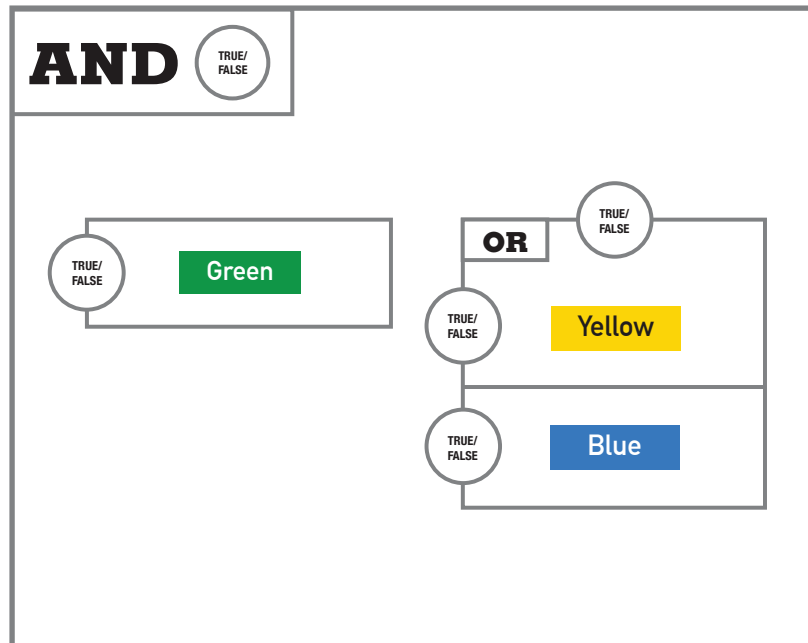 AND
TRUE/
FALSE
TRUE/
FALSE
Green
OR
TRUE/
FALSE
TRUE/
FALSE
Yellow
TRUE/
FALSE
Blue